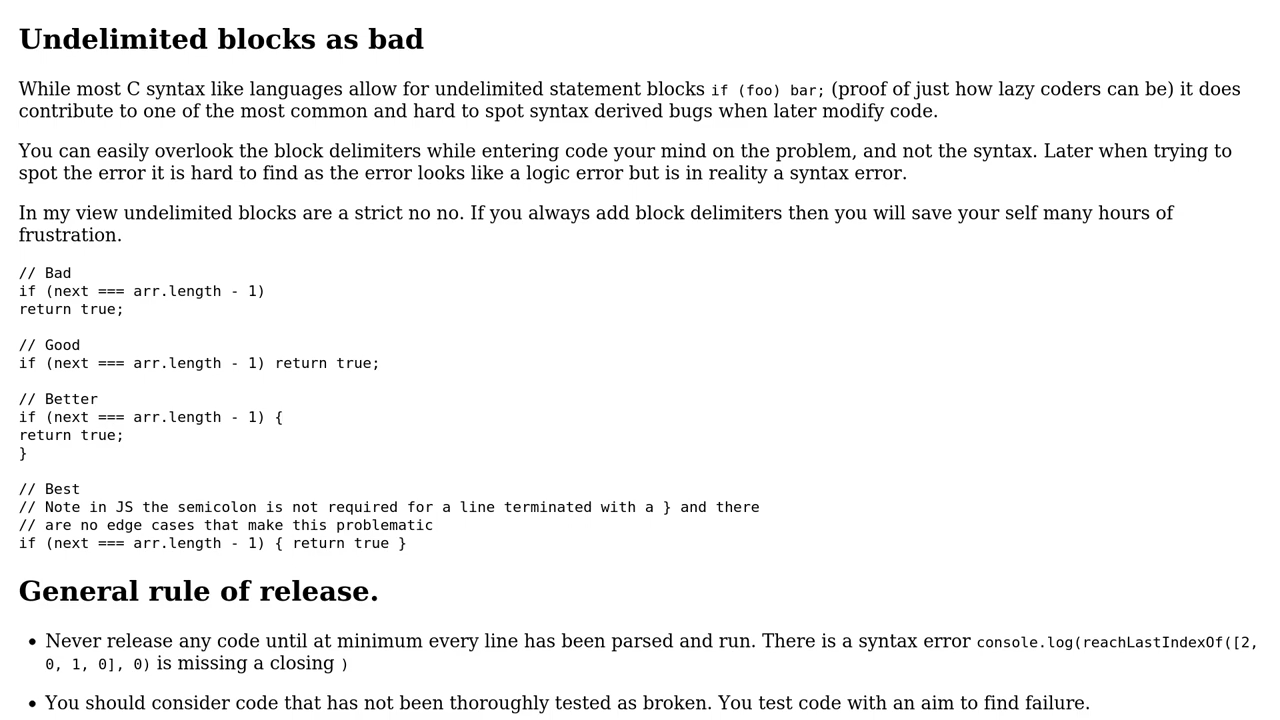 Undelimited blocks as bad
While most C syntax like languages allow for undelimited statement blocks if (foo) bar; (proof of just how lazy coders can be) it does
contribute to one of the most common and hard to spot syntax derived bugs when later modify code.
You can easily overlook the block delimiters while entering code your mind on the problem, and not the syntax. Later when trying to
spot the error it is hard to find as the error looks like a logic error but is in reality a syntax error.
In my view undelimited blocks are a strict no no. If you always add block delimiters then you will save your self many hours of
frustration.
// Bad
if (next === arr.length - 1)
return true;
// Good
if (next === arr.length - 1) return true;
// Better
if (next === arr.length - 1) {
return true;
}
// Best
// Note in JS the semicolon is not required for a line terminated with a } and there
// are no edge cases that make this problematic
if (next === arr.length - 1) { return true }
General rule of release.
• Never release any code until at minimum every line has been parsed and run. There is a syntax error console.log(reachLastIndexOf([2,
0, 1, 0], 0) is missing a closing )
• You should consider code that has not been thoroughly tested as broken. You test code with an aim to find failure.